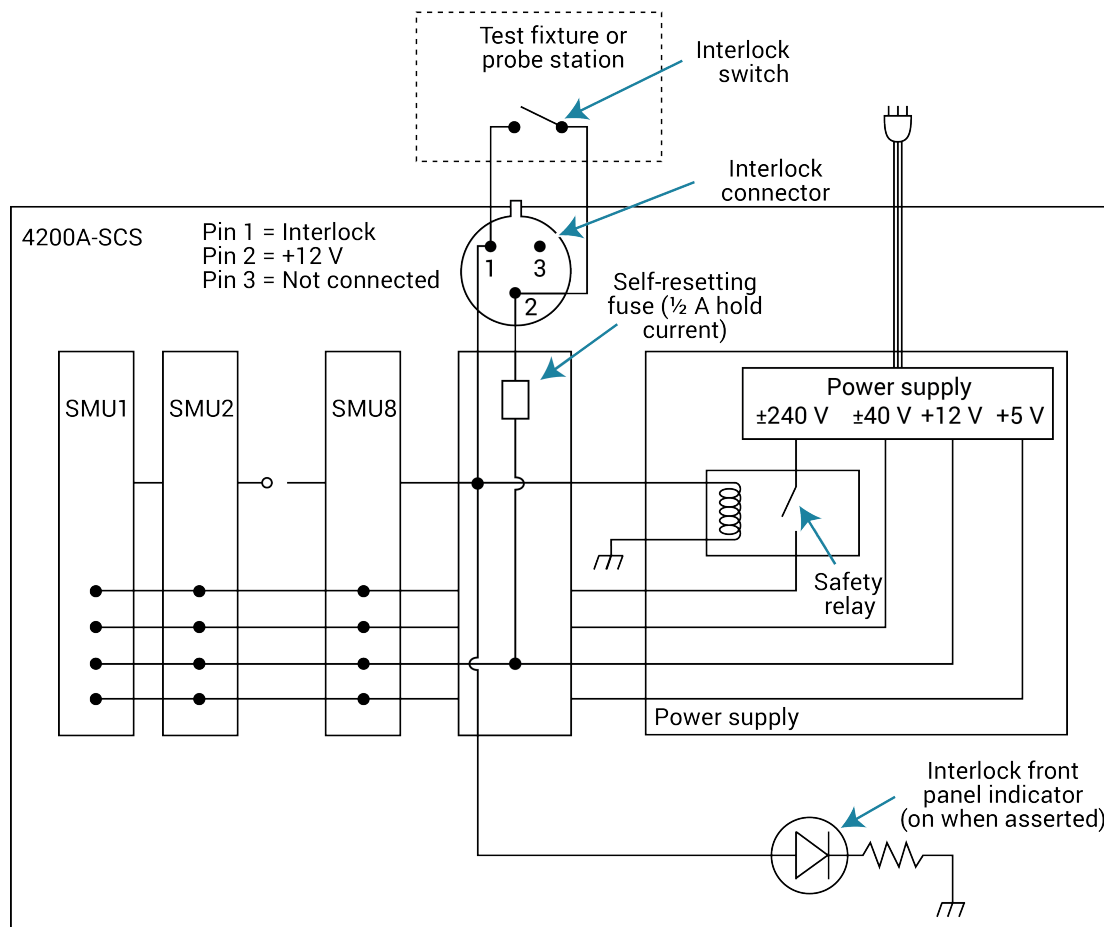 Test fixture or
probe station
Interlock
switch
Interlock
connector
4200A-SCS
Pin 1 = Interlock
Pin 2 = +12 V
Pin 3 = Not connected
1
3
2
Self-resetting
fuse (½ A hold
current)
SMU1
SMU2
SMU8
Power supply
±240 V
±40 V
+12 V
+5 V
Safety
relay
Power supply
Interlock front
panel indicator
(on when asserted)